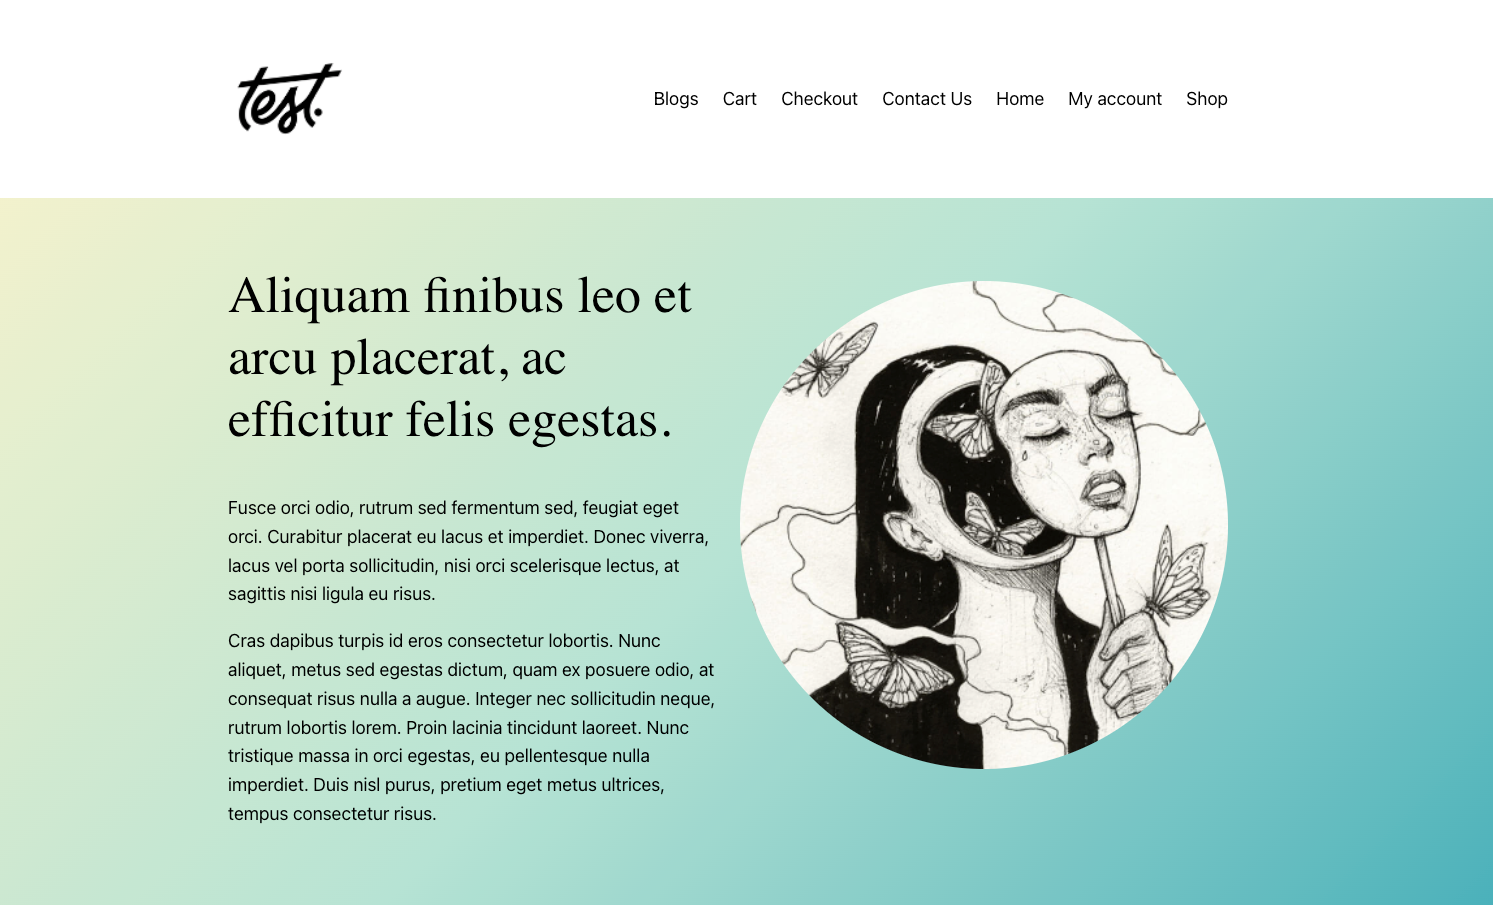 test.
Blogs Cart Checkout Contact Us Home My account Shop
Aliquam finibus leo et
arcu placerat, ac
efficitur felis egestas.
Fusce orci odio, rutrum sed fermentum sed, feugiat eget
orci. Curabitur placerat eu lacus et imperdiet. Donec viverra,
lacus vel porta sollicitudin, nisi orci scelerisque lectus, at
sagittis nisi ligula eu risus.
Cras dapibus turpis id eros consectetur lobortis. Nunc
aliquet, metus sed egestas dictum, quam ex posuere odio, at
consequat risus nulla a augue. Integer nec sollicitudin neque,
rutrum lobortis lorem. Proin lacinia tincidunt laoreet. Nunc
tristique massa in orci egestas, eu pellentesque nulla
imperdiet. Duis nisl purus, pretium eget metus ultrices,
tempus consectetur risus.